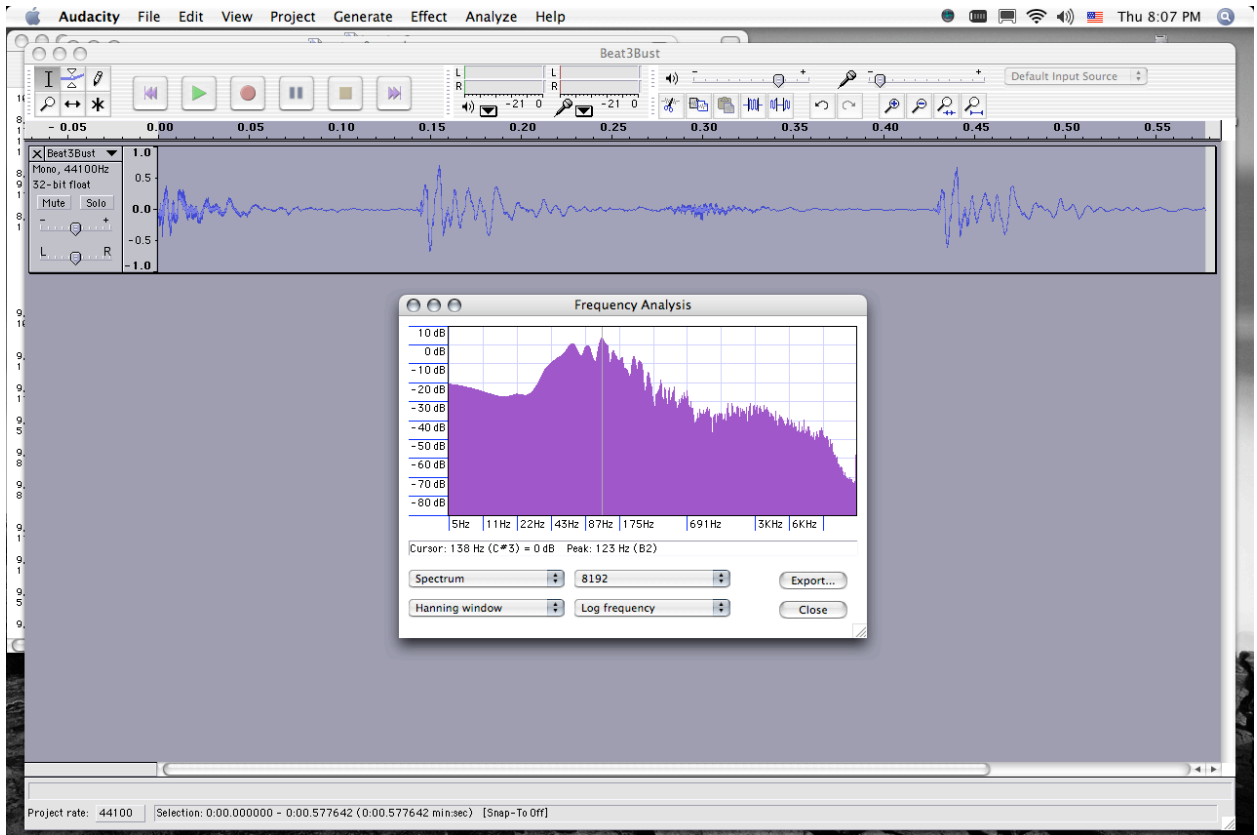 Audacity File Edit View Project Generate Effect Analyze Help Thu 8:07 PM
Beat3Bust
L
R
L
R
-21 0
-21 0
- +
- +
Default Input Source
- 0.05 0.00 0.05 0.10 0.15 0.20 0.25 0.30 0.35 0.40 0.45 0.50 0.55
X Beat3Bust
Mono, 44100Hz
32-bit float
Mute Solo
- +
L R
1.0
0.5
0.0
-0.5
-1.0
Frequency Analysis
10 dB
0 dB
-10 dB
-20 dB
-30 dB
-40 dB
-50 dB
-60 dB
-70 dB
-80 dB
5Hz 11Hz 22Hz 43Hz 87Hz 175Hz 691Hz 3KHz 6KHz
Cursor: 138 Hz (C#3) = 0 dB Peak: 123 Hz (B2)
Spectrum 8192 Export...
Hanning window Log frequency Close
Project rate: 44100 Selection: 0:00.000000 - 0:00.577642 (0:00.577642 min:sec) [Snap-To Off]